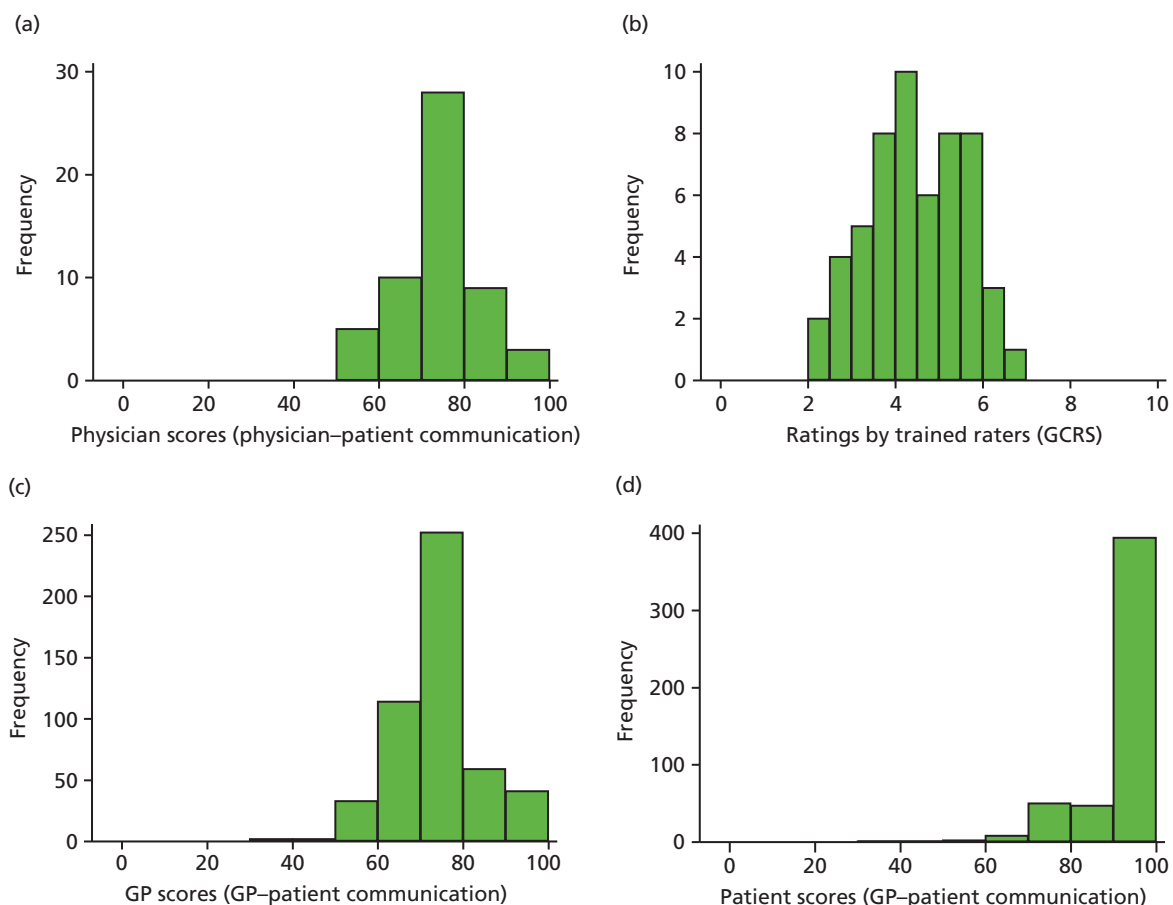 (a)
30
20
10
0
Frequency
0 20 40 60 80 100
Physician scores (physician–patient communication)
(b)
10
8
6
4
2
0
Frequency
0 2 4 6 8 10
Ratings by trained raters (GCRS)
(c)
250
200
150
100
50
0
Frequency
0 20 40 60 80 100
GP scores (GP–patient communication)
(d)
400
300
200
100
0
Frequency
0 20 40 60 80 100
Patient scores (GP–patient communication)